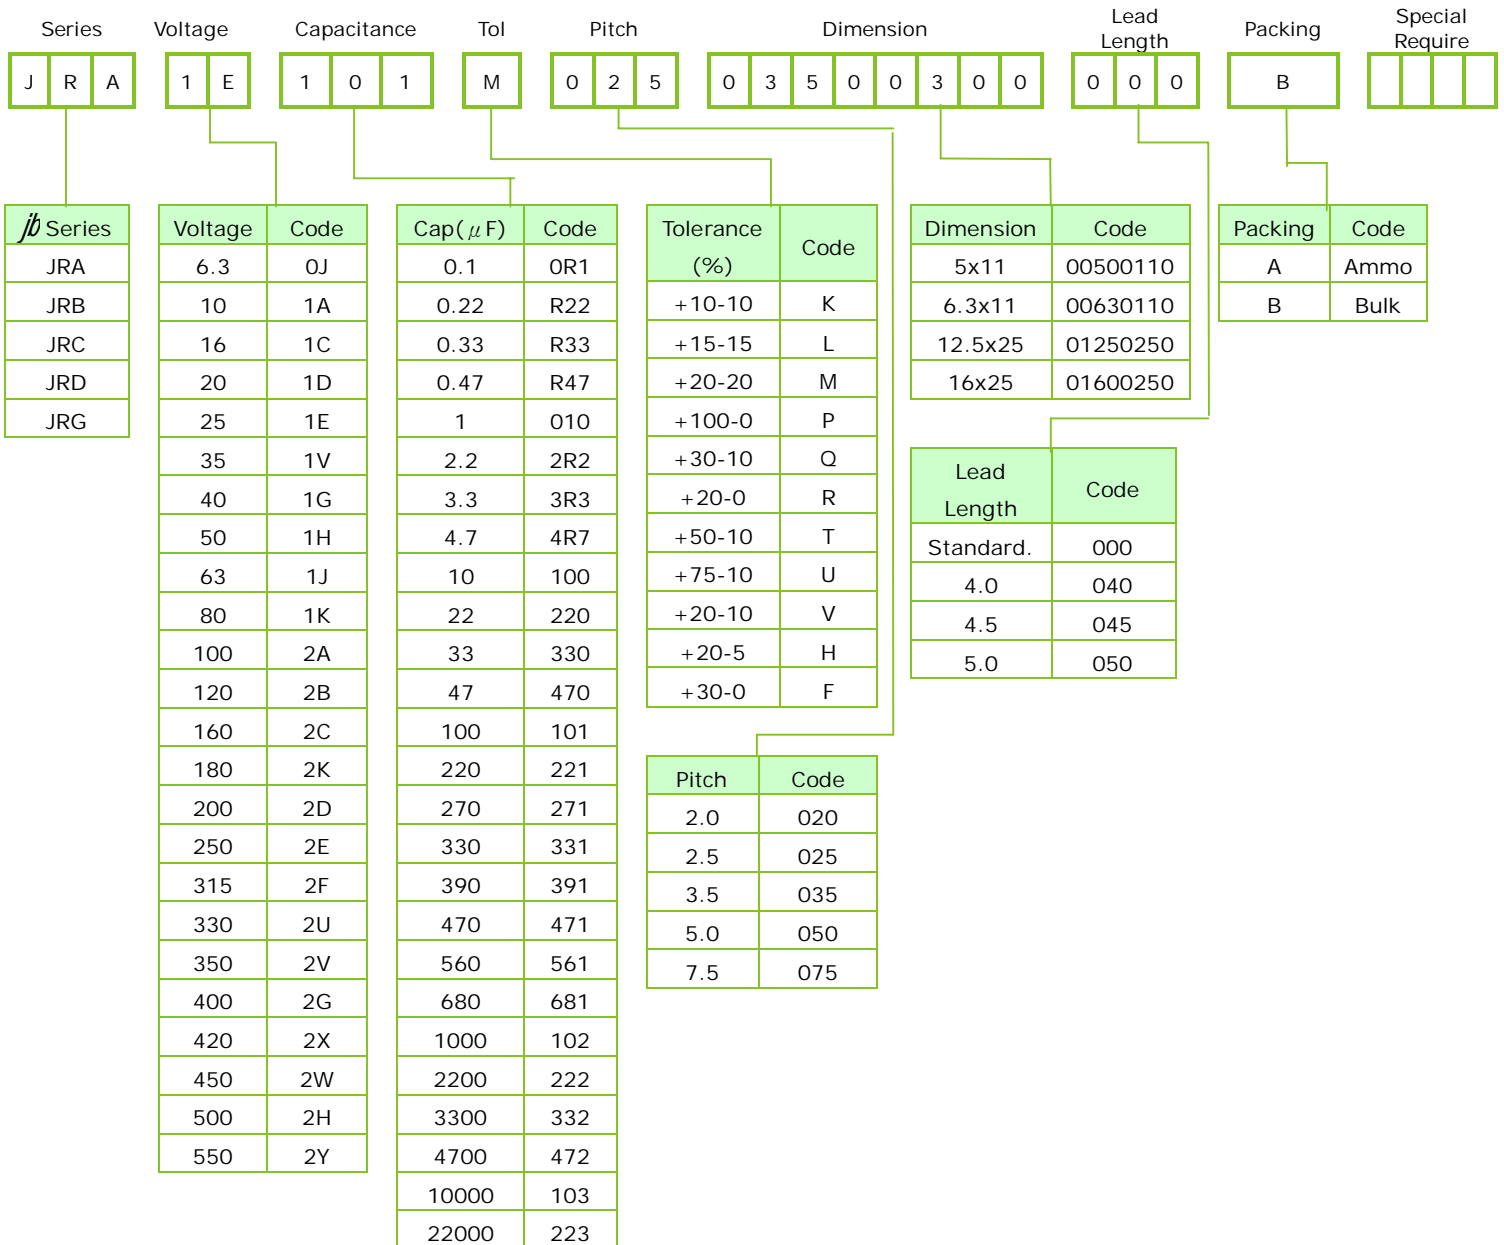 Series Voltage Capacitance Tol Pitch Dimension Lead Length Packing Special Require
J R A 1 E 1 0 1 M 0 2 5 0 3 5 0 0 3 0 0 0 0 0 B
jb Series
JRA
JRB
JRC
JRD
JRG
Voltage Code
6.3 0J
10 1A
16 1C
20 1D
25 1E
35 1V
40 1G
50 1H
63 1J
80 1K
100 2A
120 2B
160 2C
180 2K
200 2D
250 2E
315 2F
330 2U
350 2V
400 2G
420 2X
450 2W
500 2H
550 2Y
Cap(μF) Code
0.1 0R1
0.22 R22
0.33 R33
0.47 R47
1 010
2.2 2R2
3.3 3R3
4.7 4R7
10 100
22 220
33 330
47 470
100 101
220 221
270 271
330 331
390 391
470 471
560 561
680 681
1000 102
2200 222
3300 332
4700 472
10000 103
22000 223
Tolerance (%) Code
+10-10 K
+15-15 L
+20-20 M
+100-0 P
+30-10 Q
+20-0 R
+50-10 T
+75-10 U
+20-10 V
+20-5 H
+30-0 F
Pitch Code
2.0 020
2.5 025
3.5 035
5.0 050
7.5 075
Dimension Code
5x11 00500110
6.3x11 00630110
12.5x25 01250250
16x25 01600250
Lead Length Code
Standard. 000
4.0 040
4.5 045
5.0 050
Packing Code
A Ammo
B Bulk